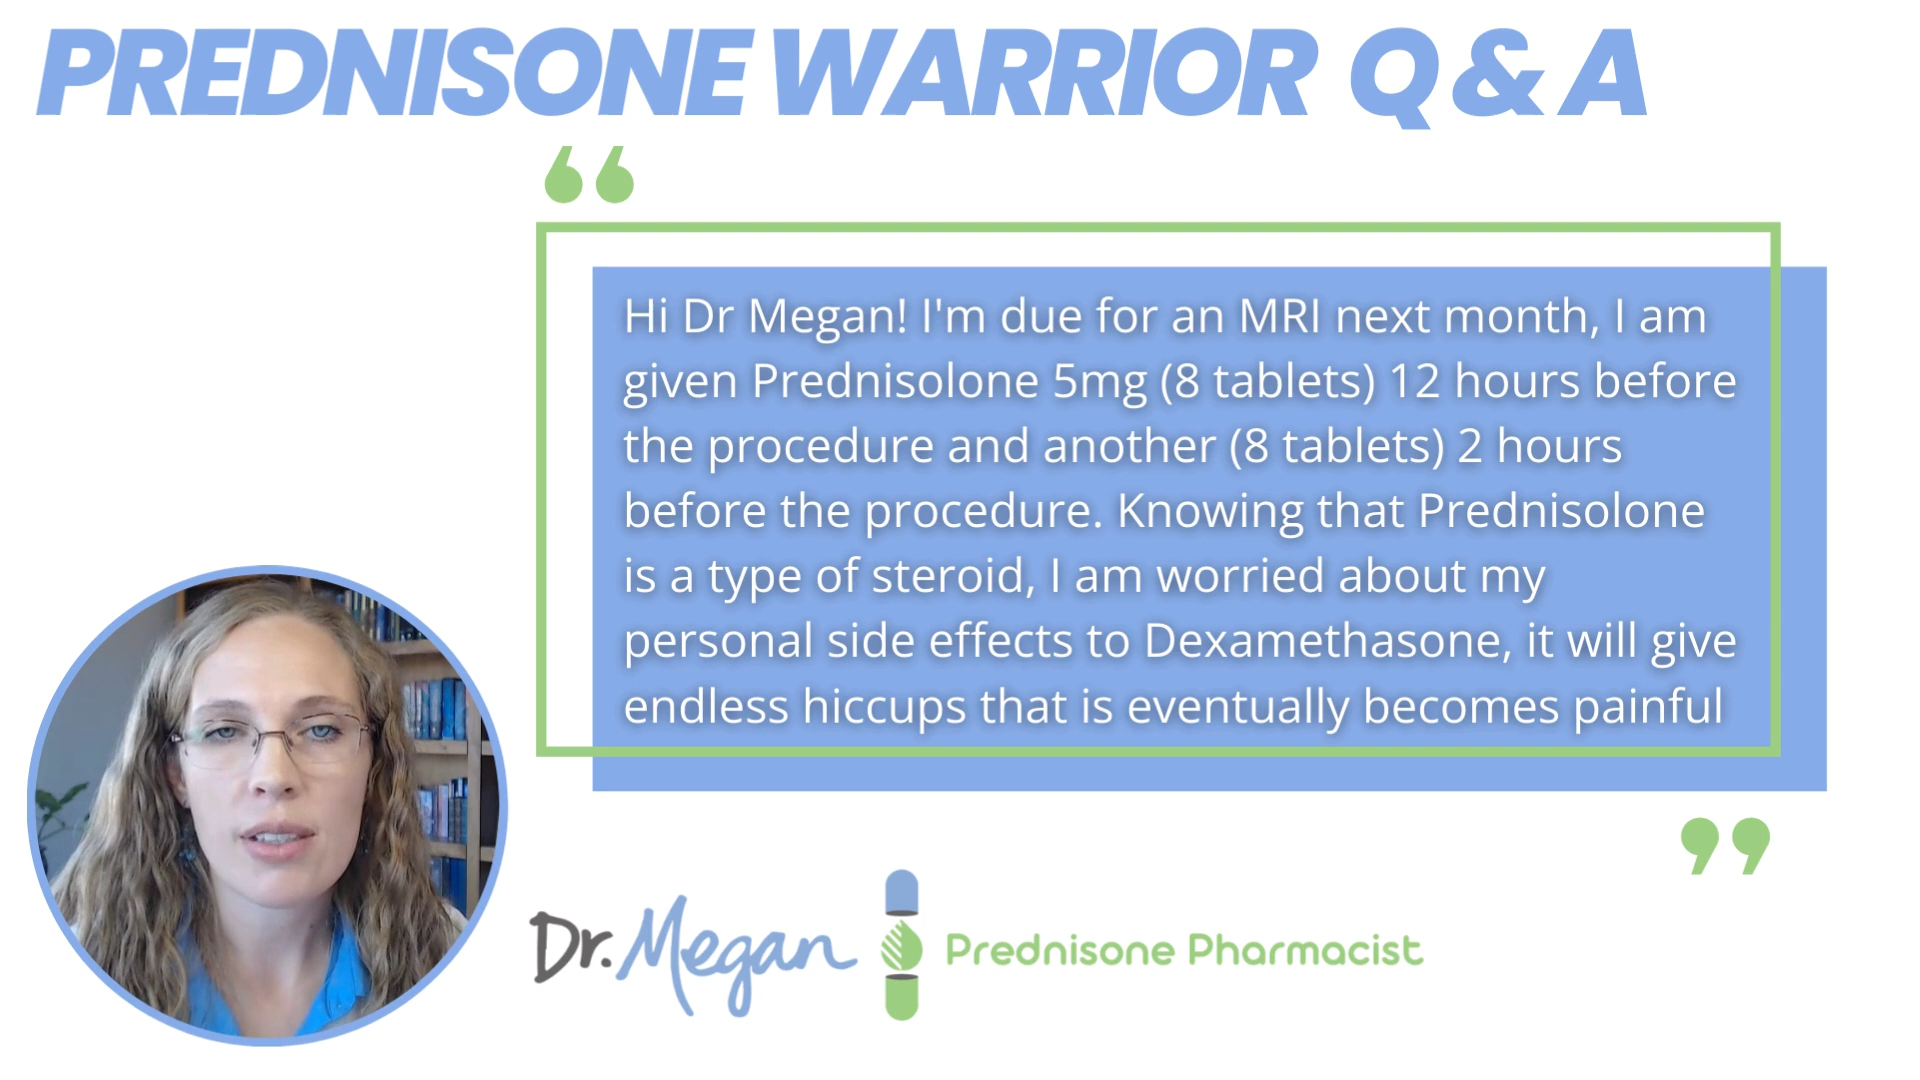 PREDNISONE WARRIOR Q & A
“
Hi Dr Megan! I'm due for an MRI next month, I am
given Prednisolone 5mg (8 tablets) 12 hours before
the procedure and another (8 tablets) 2 hours
before the procedure. Knowing that Prednisolone
is a type of steroid, I am worried about my
personal side effects to Dexamethasone, it will give
endless hiccups that is eventually becomes painful
”
Dr. Megan Prednisone Pharmacist